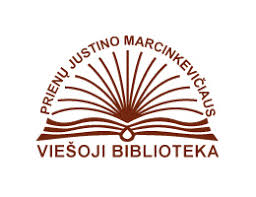 PRIENŲ JUSTINO MARCINKEVIČIAUS
VIEŠOJI BIBLIOTEKA